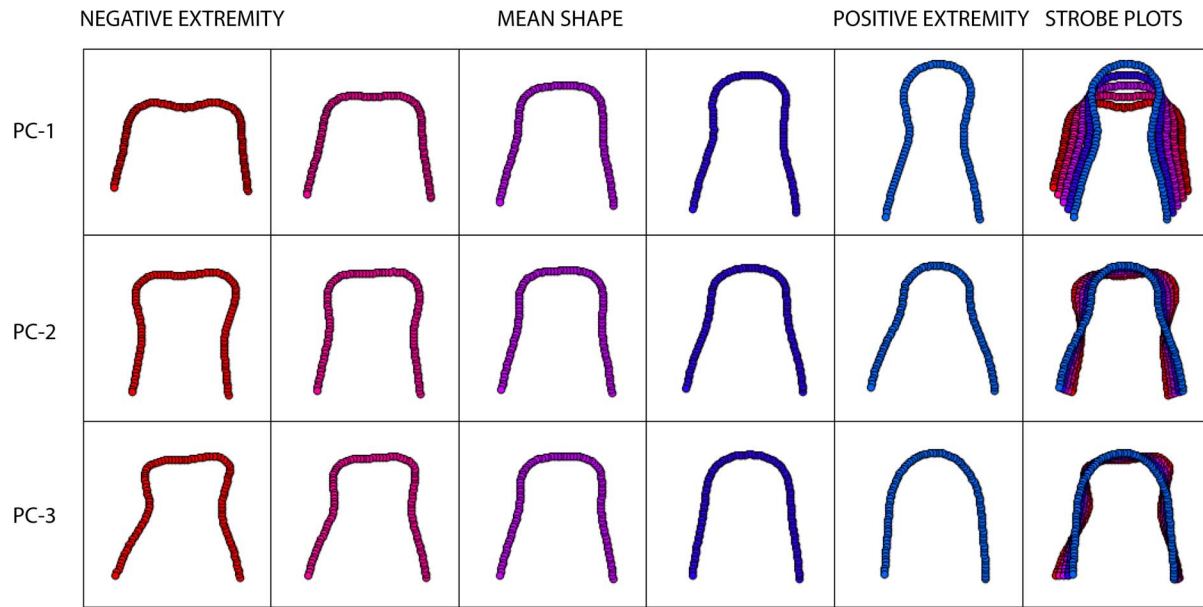 NEGATIVE EXTREMITY MEAN SHAPE POSITIVE EXTREMITY STROBE PLOTS
PC-1
PC-2
PC-3